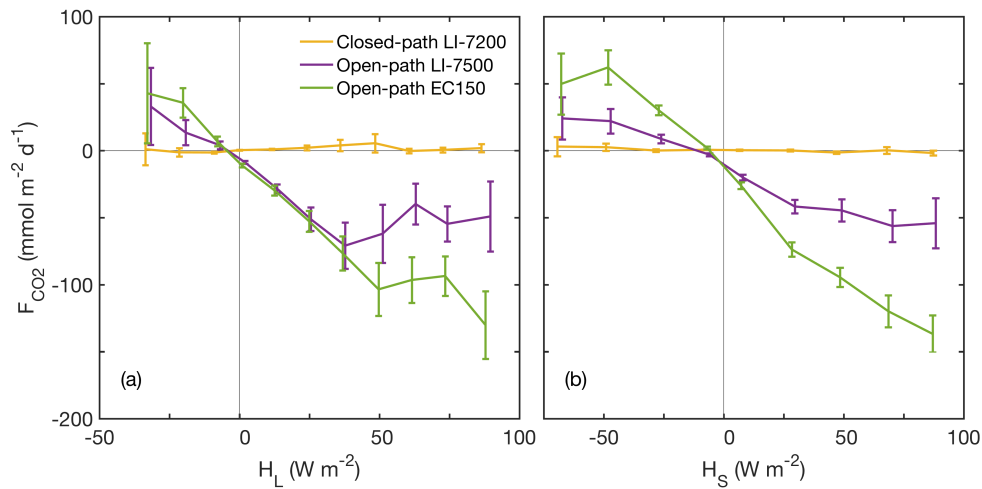 100
0
-100
-200
F_CO2 (mmol m⁻² d⁻¹)
Closed-path LI-7200
Open-path LI-7500
Open-path EC150
(a)
-50
0
50
100
H_L (W m⁻²)
(b)
-50
0
50
100
H_S (W m⁻²)